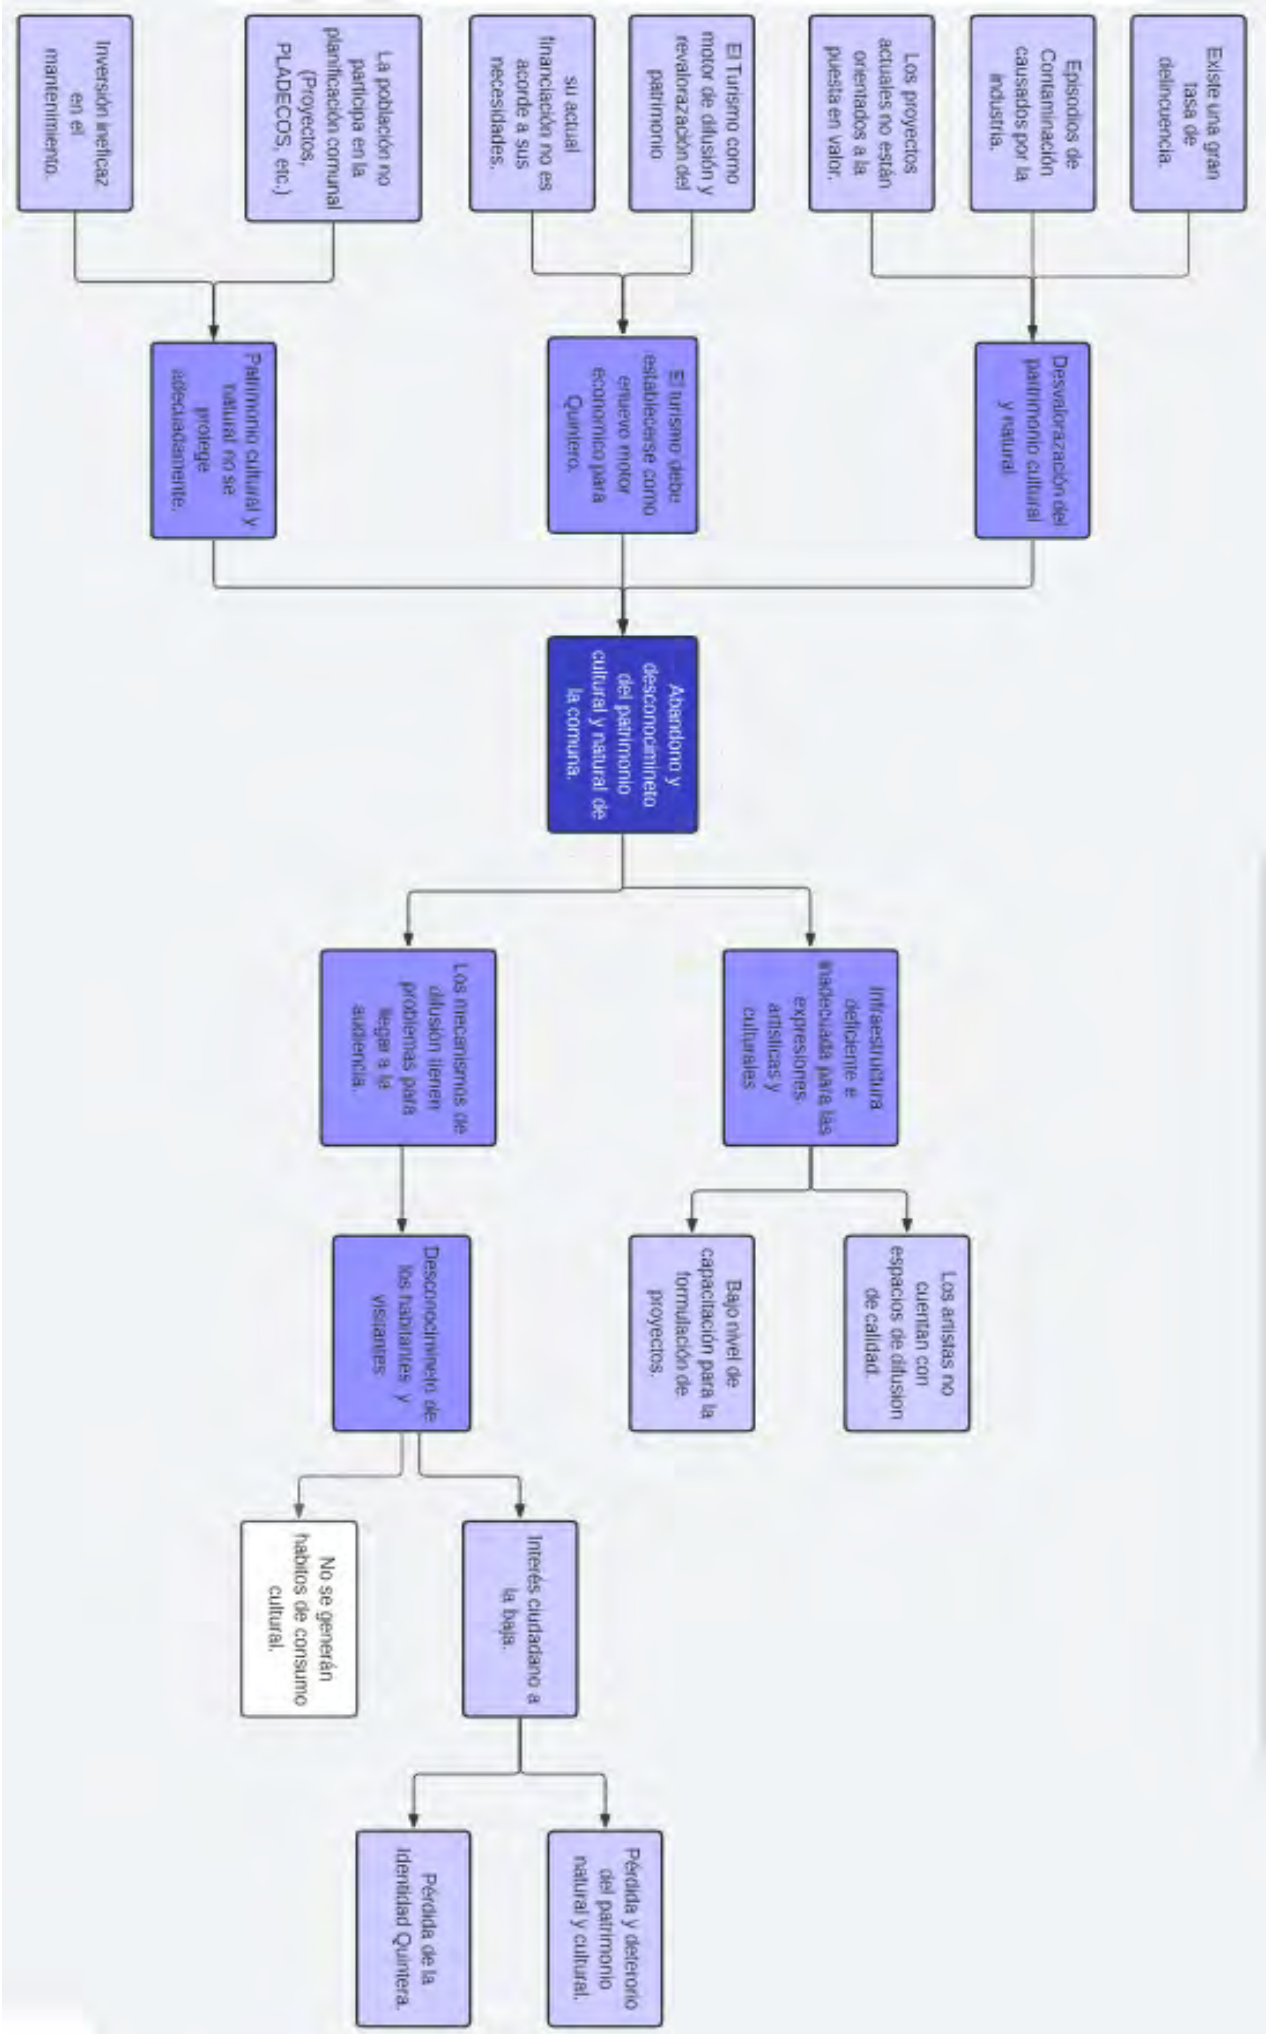 Existe una gran
tasa de
delincuencia.
Episodios de
Contaminación
causados por la
industria.
Los proyectos
actuales no están
orientados a la
puesta en valor.
El Turismo como
motor de difusión y
revalorazación del
patrimonio
su actual
financiación no es
acorde a sus
necesidades.
La población no
participa en la
planificación comunal
(Proyectos,
PLADECOS, etc.)
Inversión ineficaz
en el
mantenimiento.
Desvalorazación del
patrimonio cultural
y natural
El turismo debe
establecerse como
enuevo motor
economico para
Quintero.
Patrimonio cultural y
natural no se
protege
adecuadamente.
Abandono y
desconocimineto
del patrimonio
cultural y natural de
la comuna.
Infraestructura
deficiente e
inadecuada para las
expresiones
artísticas y
culturales
Los mecanismos de
difusión tienen
problemas para
llegar a la
audiencia.
Los artistas no
cuentan con
espacios de difusion
de calidad.
Bajo nivel de
capacitación para la
formulación de
proyectos.
Desconocimineto de
los habitantes y
visitantes
Interés ciudadano a
la baja.
No se generán
habitos de consumo
cultural.
Pérdida y deterorio
del patrimonio
natural y cultural.
Pérdida de la
Identidad Quintera.